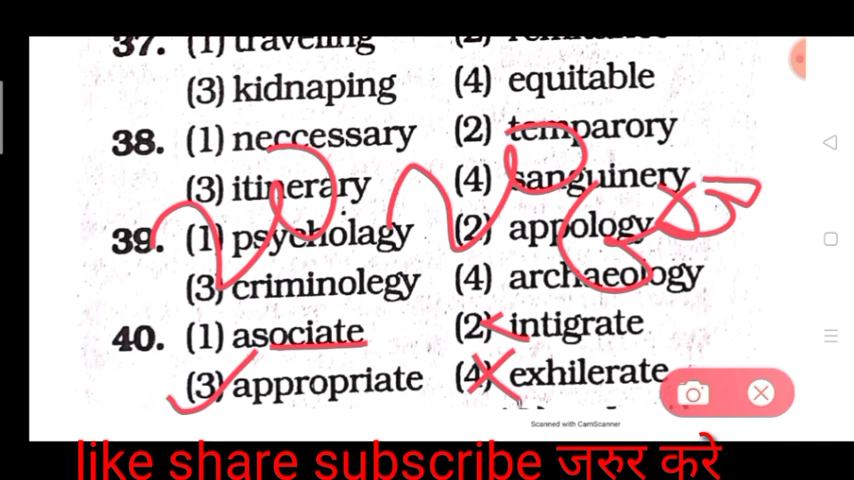 37. (1) traveling
(3) kidnaping (4) equitable
38. (1) neccessary (2) temparory
(3) itinerary (4) sanguinery
39. (1) psycholagy (2) appology
(3) criminolegy (4) archaeology
40. (1) asociate (2) intigrate
(3) appropriate (4) exhilerate
Scanned with CamScanner
like share subscribe जरुर करे